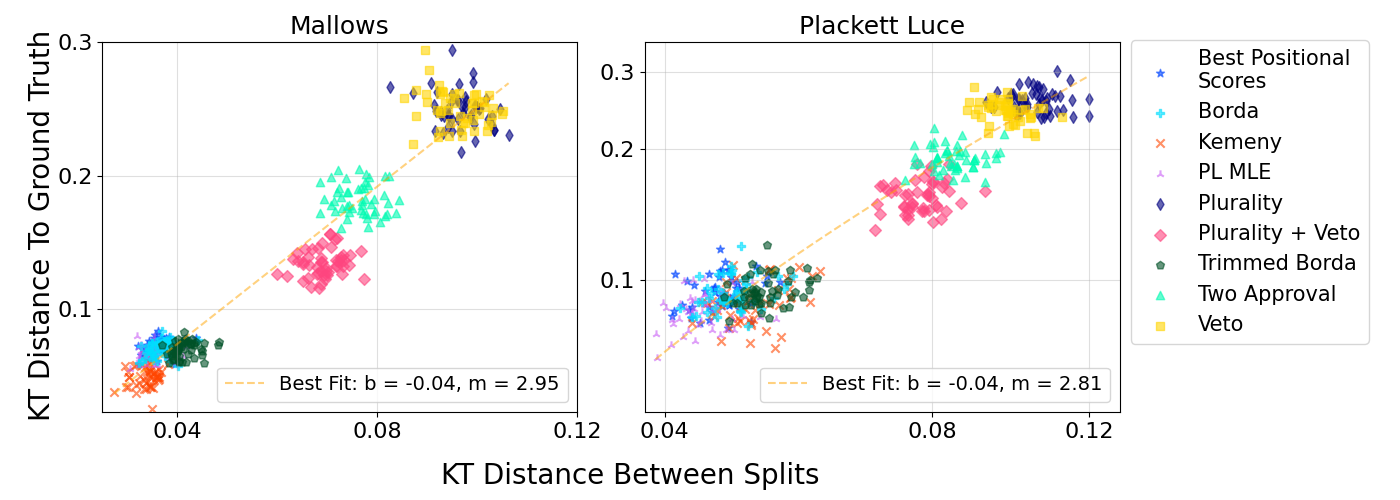 Mallows
Plackett Luce
KT Distance To Ground Truth
0.3
0.2
0.1
0.04
0.08
0.12
Best Fit: b = -0.04, m = 2.95
0.3
0.2
0.1
0.04
0.08
0.12
Best Fit: b = -0.04, m = 2.81
KT Distance Between Splits
Best Positional
Scores
Borda
Kemeny
PL MLE
Plurality
Plurality + Veto
Trimmed Borda
Two Approval
Veto